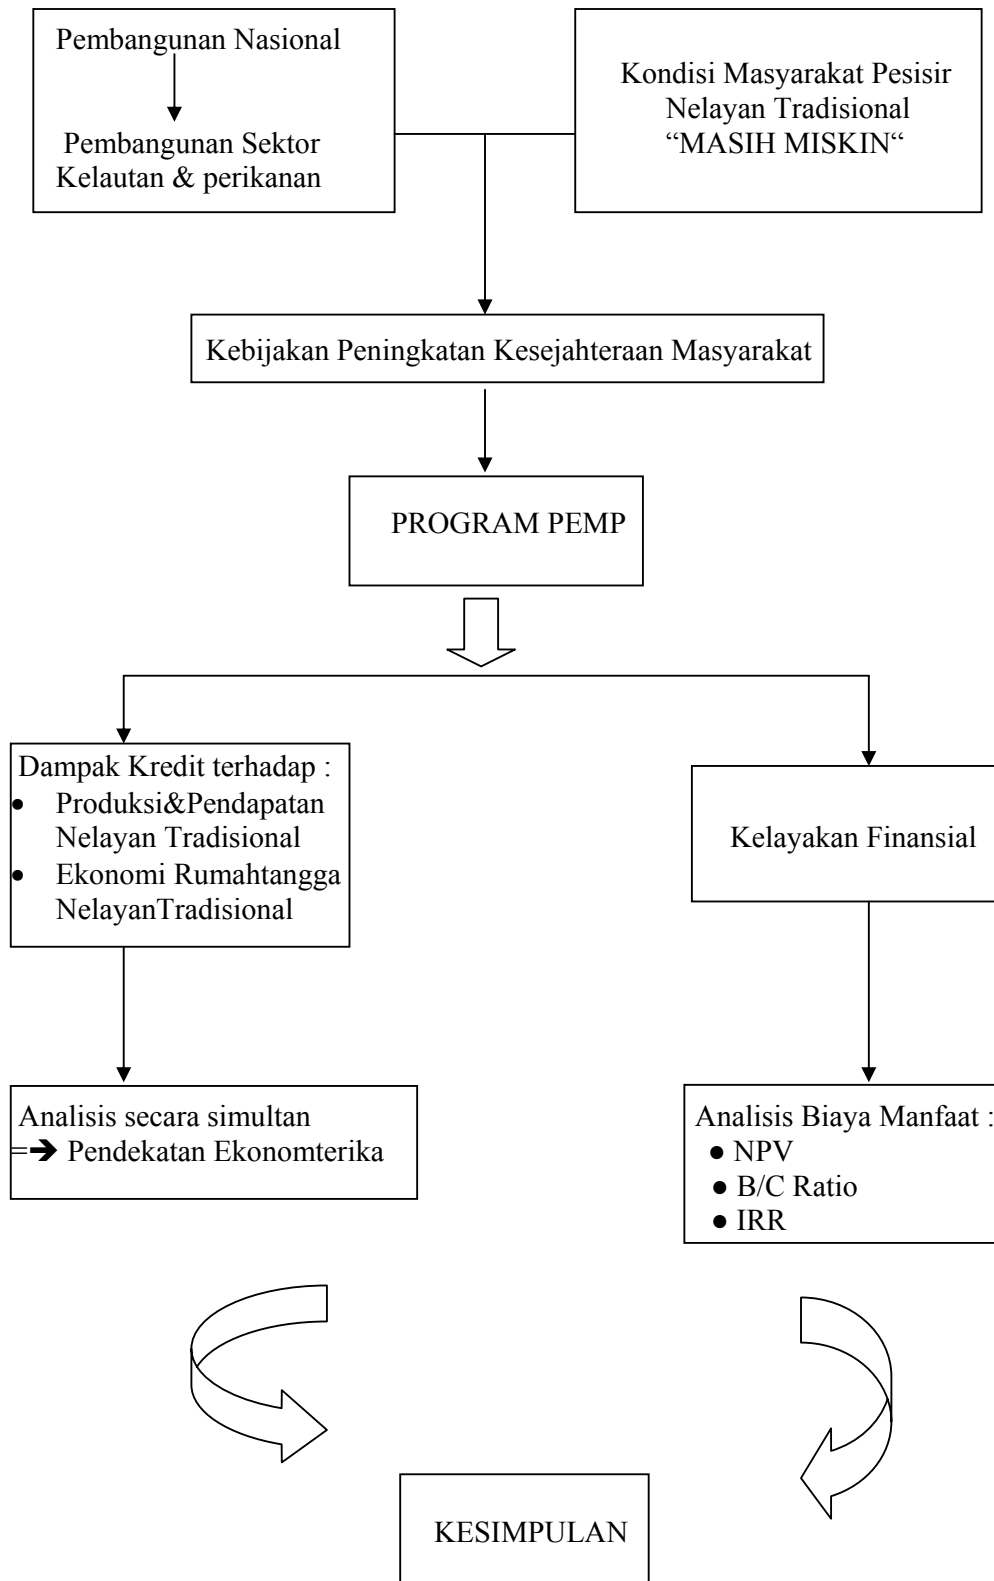 Pembangunan Nasional
Pembangunan Sektor
Kelautan & perikanan
Kondisi Masyarakat Pesisir
Nelayan Tradisional
“MASIH MISKIN“
Kebijakan Peningkatan Kesejahteraan Masyarakat
PROGRAM PEMP
Dampak Kredit terhadap :
● Produksi&Pendapatan
Nelayan Tradisional
● Ekonomi Rumahtangga
NelayanTradisional
Kelayakan Finansial
Analisis secara simultan
=➔ Pendekatan Ekonomterika
Analisis Biaya Manfaat :
● NPV
● B/C Ratio
● IRR
KESIMPULAN